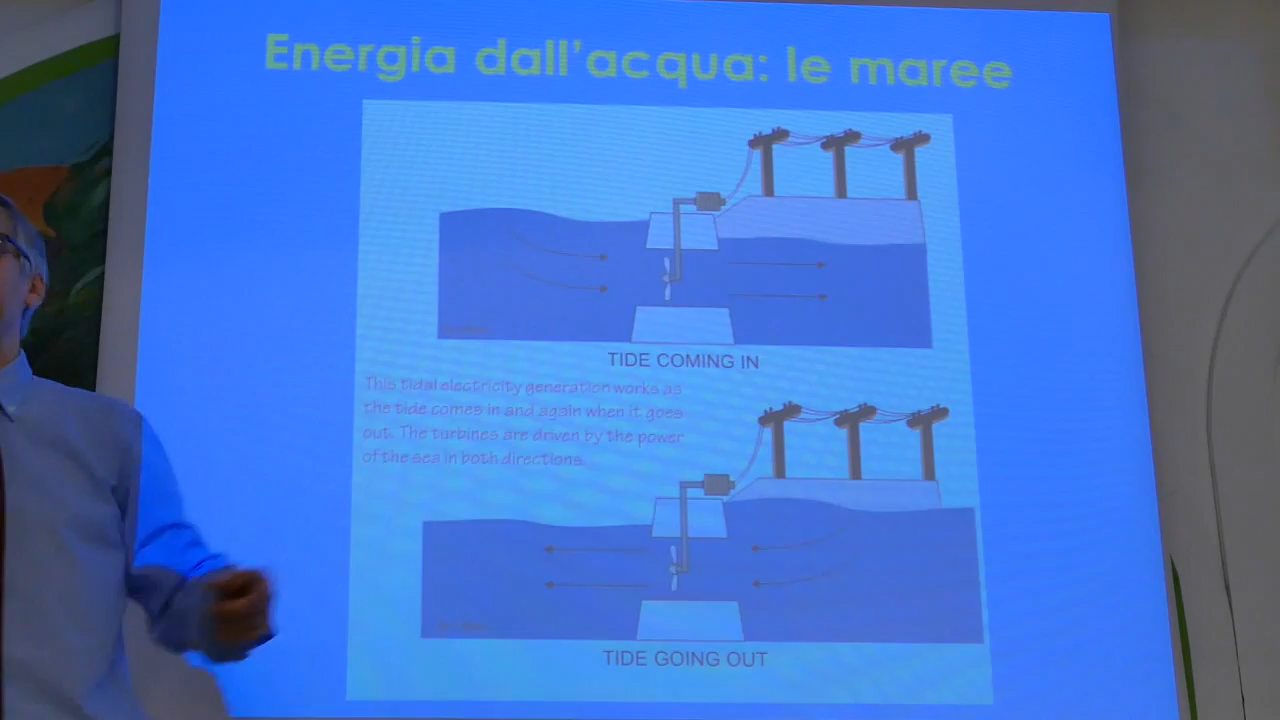 Energia dall'acqua: le maree
TIDE COMING IN
This tidal electricity generation works as
the tide comes in and again when it goes
out. The turbines are driven by the power
of the sea in both directions.
TIDE GOING OUT